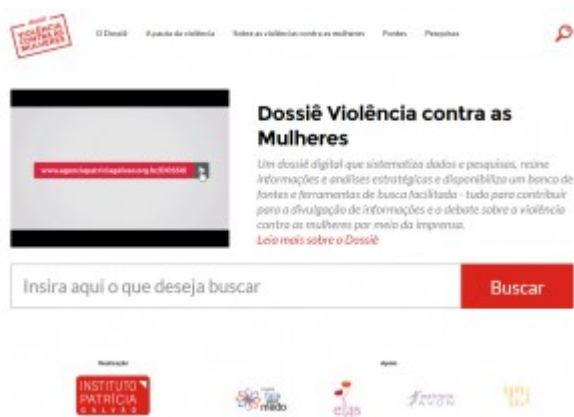 dossiê
VIOLÊNCIA
CONTRA AS
MULHERES
O Dossiê A pauta da violência Sobre as violências contra as mulheres Fontes Pesquisas
www.agenciapatriciagalvao.org.br/DOSSIE
Dossiê Violência contra as
Mulheres
Um dossiê digital que sistematiza dados e pesquisas, reúne
informações e análises estratégicas e disponibiliza um banco de
fontes e ferramentas de busca facilitada - tudo para contribuir
para a divulgação de informações e o debate sobre a violência
contra as mulheres por meio da imprensa.
Leia mais sobre o Dossiê
Insira aqui o que deseja buscar Buscar
Realização Apoio
INSTITUTO
PATRÍCIA
GALVÃO
medo
elas
INSTITUTO
AVON